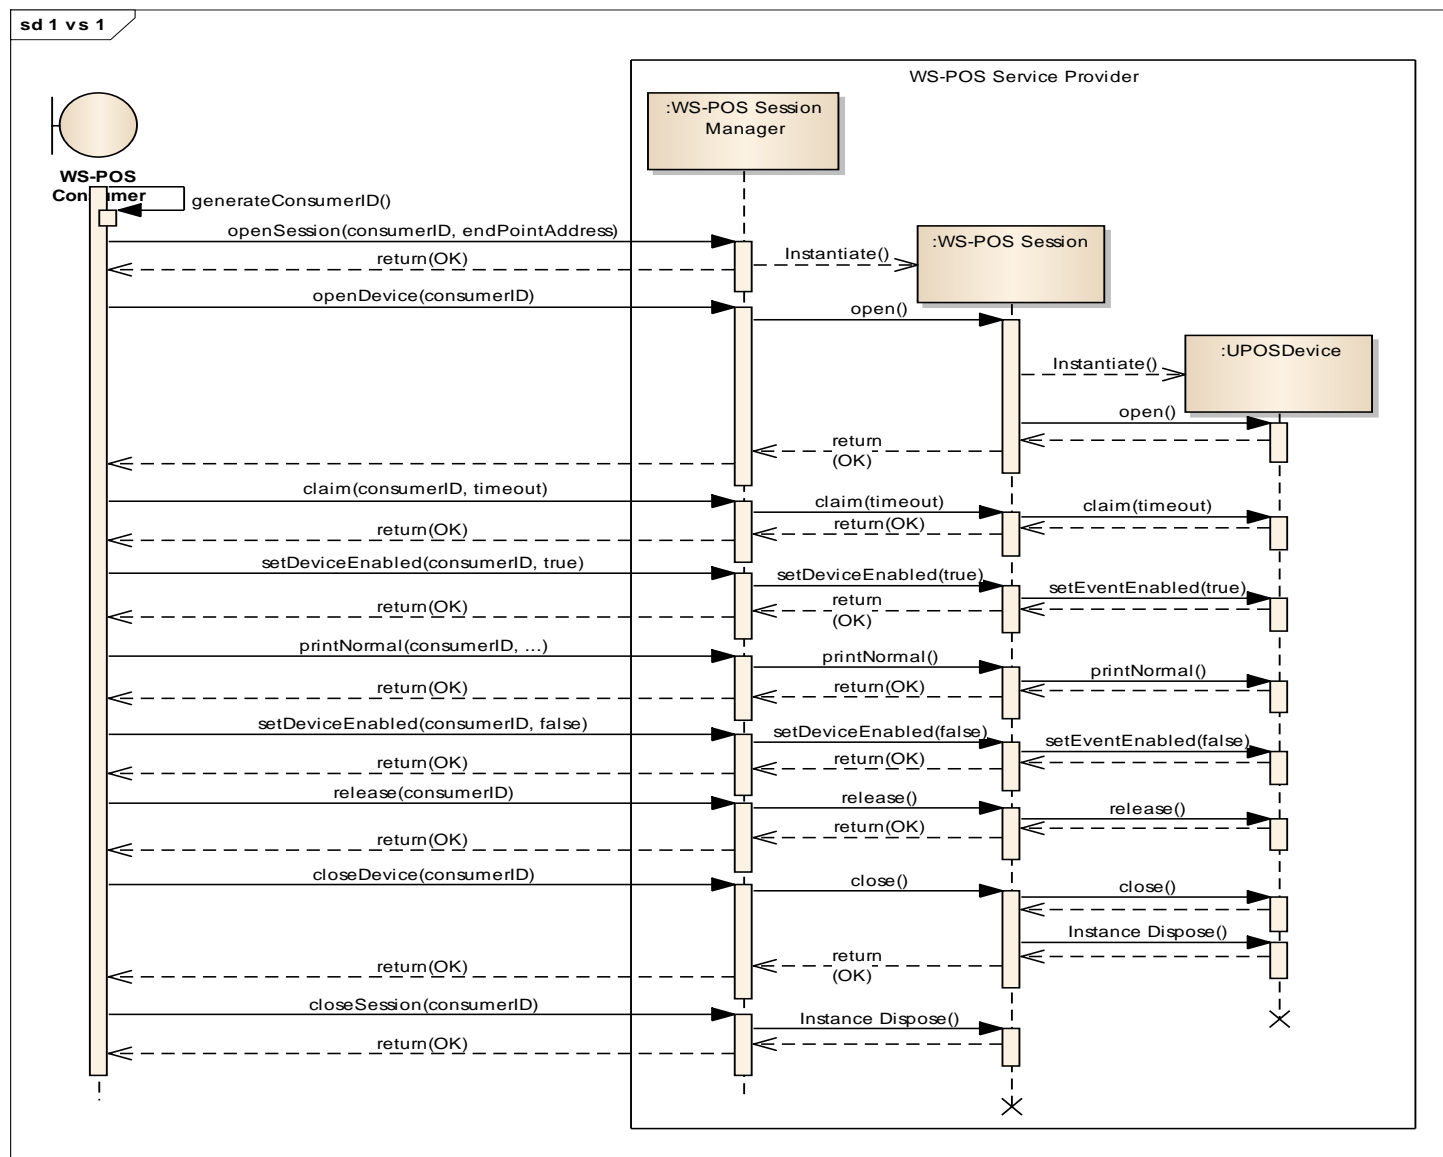 sd 1 vs 1
WS-POS Service Provider
:WS-POS Session
Manager
WS-POS
Consumer
generateConsumerID()
openSession(consumerID, endPointAddress)
:WS-POS Session
Instantiate()
return(OK)
openDevice(consumerID)
open()
:UPOSDevice
Instantiate()
open()
return
(OK)
claim(consumerID, timeout)
claim(timeout)
claim(timeout)
return(OK)
return(OK)
setDeviceEnabled(consumerID, true)
setDeviceEnabled(true)
setEventEnabled(true)
return(OK)
return
(OK)
printNormal(consumerID, ...)
printNormal()
printNormal()
return(OK)
return(OK)
setDeviceEnabled(consumerID, false)
setDeviceEnabled(false)
setEventEnabled(false)
return(OK)
return(OK)
release(consumerID)
release()
release()
return(OK)
return(OK)
closeDevice(consumerID)
close()
close()
Instance Dispose()
return
(OK)
return(OK)
closeSession(consumerID)
Instance Dispose()
return(OK)